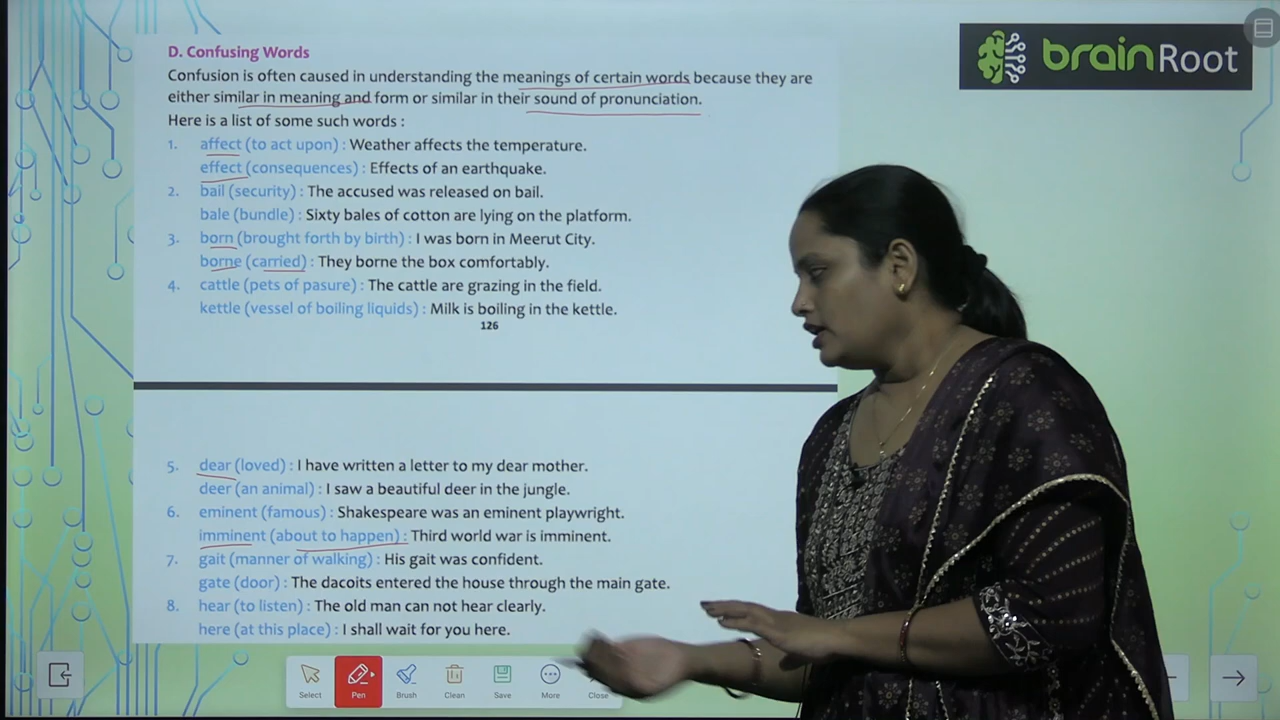 D. Confusing Words
Confusion is often caused in understanding the meanings of certain words because they are
either similar in meaning and form or similar in their sound of pronunciation.
Here is a list of some such words :
1. affect (to act upon) : Weather affects the temperature.
effect (consequences) : Effects of an earthquake.
2. bail (security) : The accused was released on bail.
bale (bundle) : Sixty bales of cotton are lying on the platform.
3. born (brought forth by birth) : I was born in Meerut City.
borne (carried) : They borne the box comfortably.
4. cattle (pets of pasure) : The cattle are grazing in the field.
kettle (vessel of boiling liquids) : Milk is boiling in the kettle.
126
5. dear (loved) : I have written a letter to my dear mother.
deer (an animal) : I saw a beautiful deer in the jungle.
6. eminent (famous) : Shakespeare was an eminent playwright.
imminent (about to happen) : Third world war is imminent.
7. gait (manner of walking) : His gait was confident.
gate (door) : The dacoits entered the house through the main gate.
8. hear (to listen) : The old man can not hear clearly.
here (at this place) : I shall wait for you here.
brainRoot
Select Pen Brush Clean Save More Close